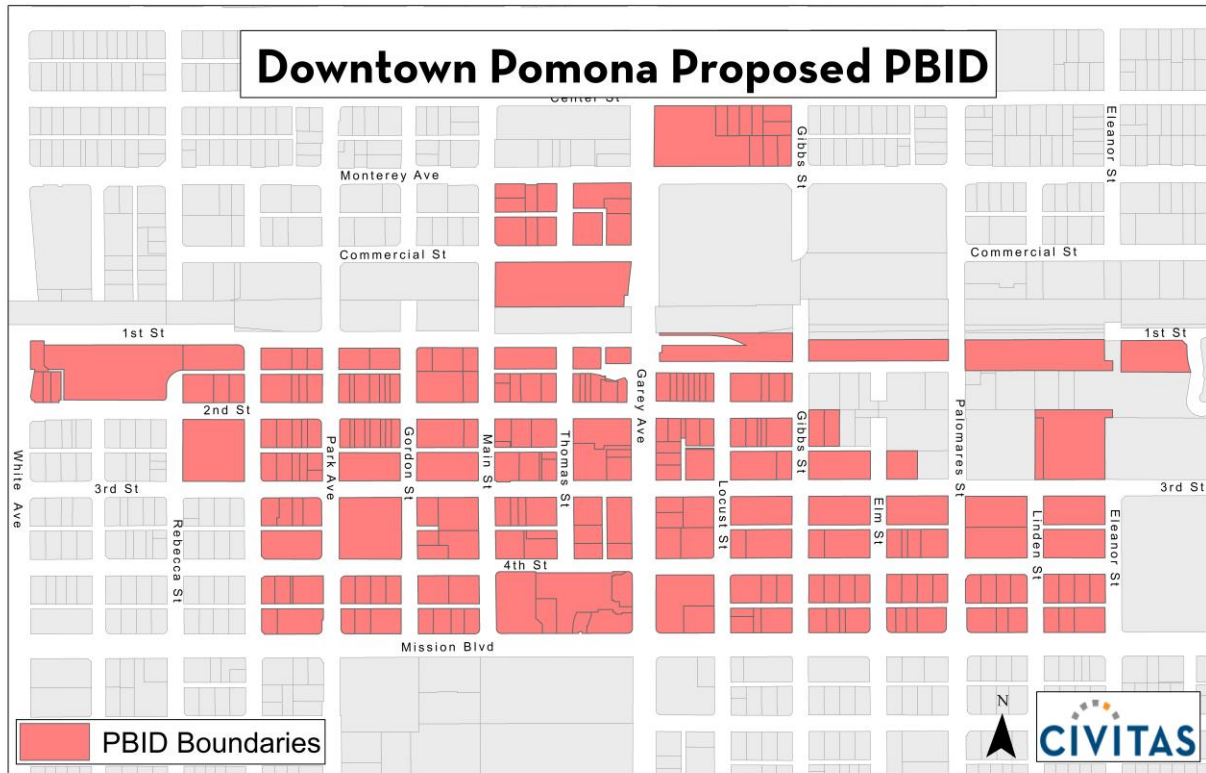 Downtown Pomona Proposed PBID
Center St
Monterey Ave
Gibbs St
Eleanor St
Commercial St
Commercial St
1st St
1st St
2nd St
Garey Ave
White Ave
Park Ave
Gordon St
Main St
Thomas St
Gibbs St
Palomares St
3rd St
3rd St
Rebecca St
Locust St
Elm St
Linden St
Eleanor St
4th St
Mission Blvd
PBID Boundaries
N
CIVITAS